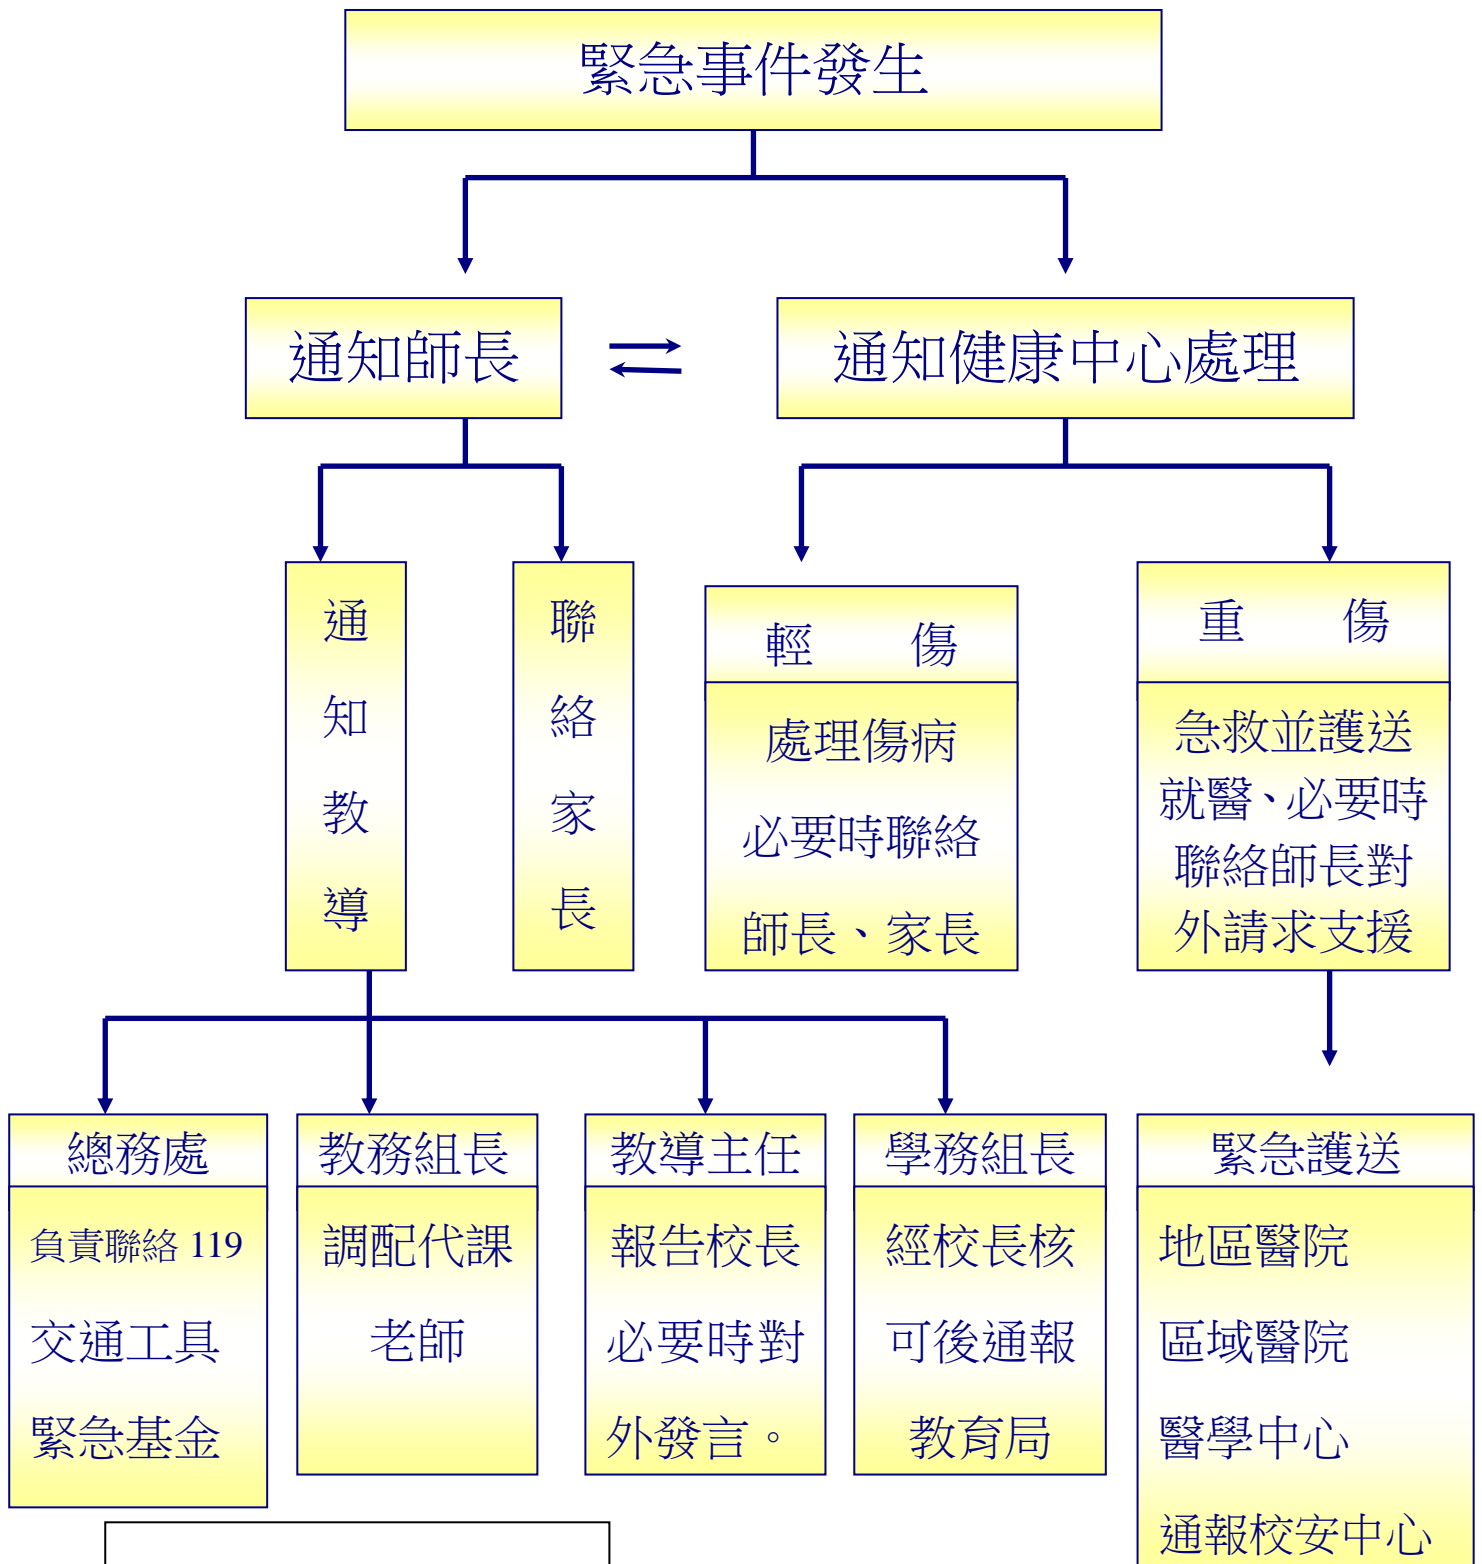 緊急事件發生
通知師長
通知健康中心處理
通知教導
聯絡家長
輕傷
處理傷病
必要時聯絡
師長、家長
重傷
急救並護送
就醫、必要時
聯絡師長對
外請求支援
總務處
負責聯絡 119
交通工具
緊急基金
教務組長
調配代課
老師
教導主任
報告校長
必要時對
外發言。
學務組長
經校長核
可後通報
教育局
緊急護送
地區醫院
區域醫院
醫學中心
通報校安中心